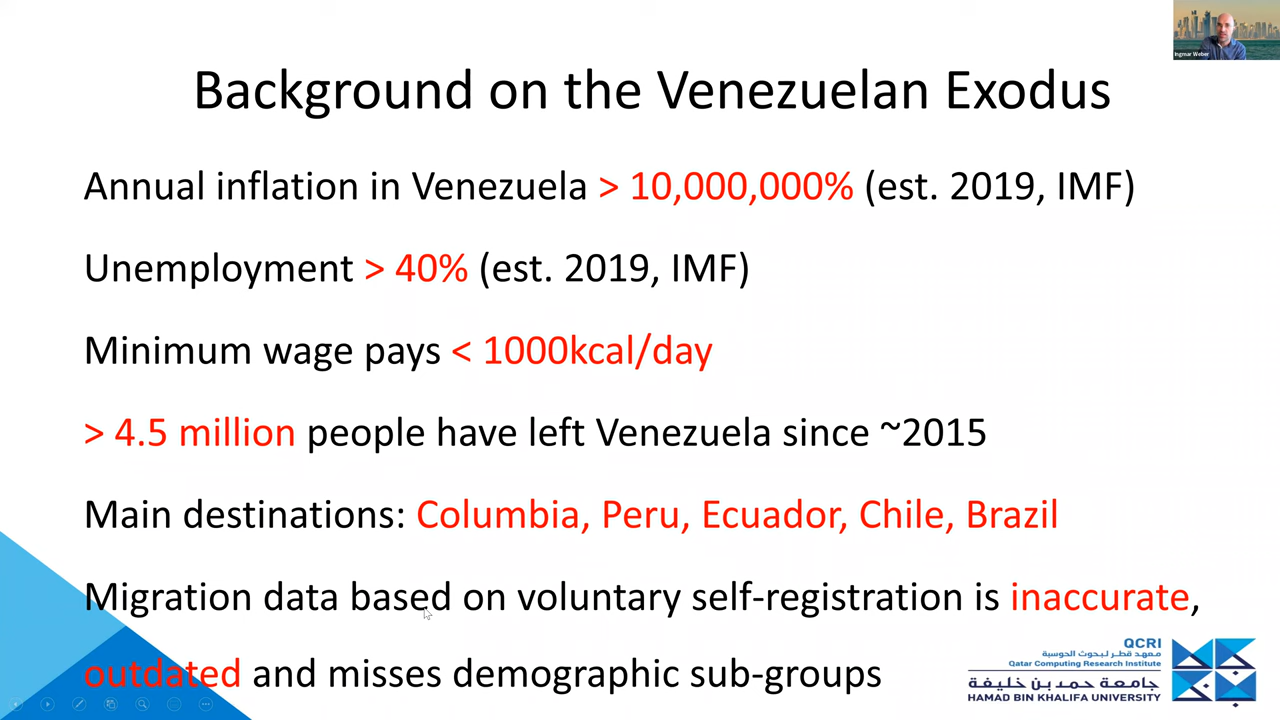 Ingmar Weber
Background on the Venezuelan Exodus
Annual inflation in Venezuela > 10,000,000% (est. 2019, IMF)
Unemployment > 40% (est. 2019, IMF)
Minimum wage pays < 1000kcal/day
> 4.5 million people have left Venezuela since ~2015
Main destinations: Columbia, Peru, Ecuador, Chile, Brazil
Migration data based on voluntary self-registration is inaccurate,
outdated and misses demographic sub-groups
QCRI
معهد قطر لبحوث الحوسبة
Qatar Computing Research Institute
جامعة حمد بن خليفة
HAMAD BIN KHALIFA UNIVERSITY